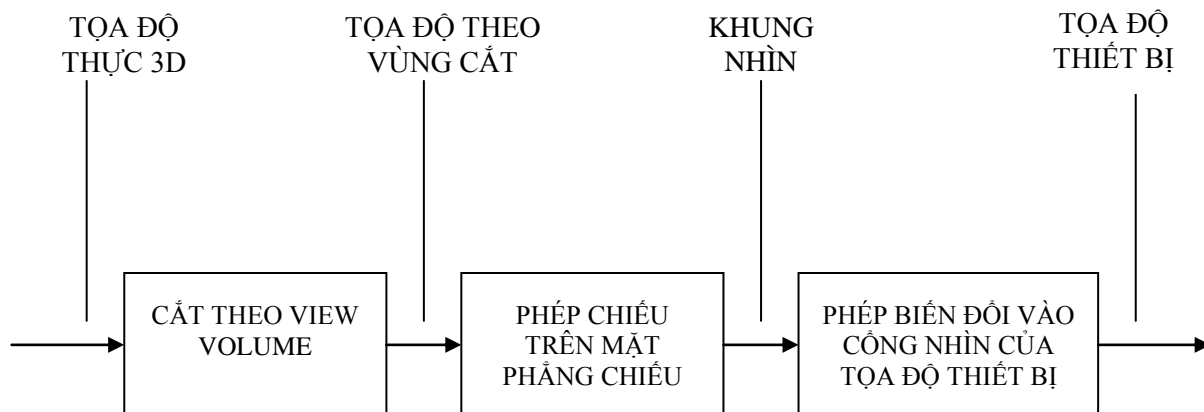 TỌA ĐỘ
THỰC 3D
TỌA ĐỘ THEO
VÙNG CẮT
KHUNG
NHÌN
TỌA ĐỘ
THIẾT BỊ
CẮT THEO VIEW
VOLUME
PHÉP CHIẾU
TRÊN MẶT
PHẲNG CHIẾU
PHÉP BIẾN ĐỔI VÀO
CỔNG NHÌN CỦA
TỌA ĐỘ THIẾT BỊ